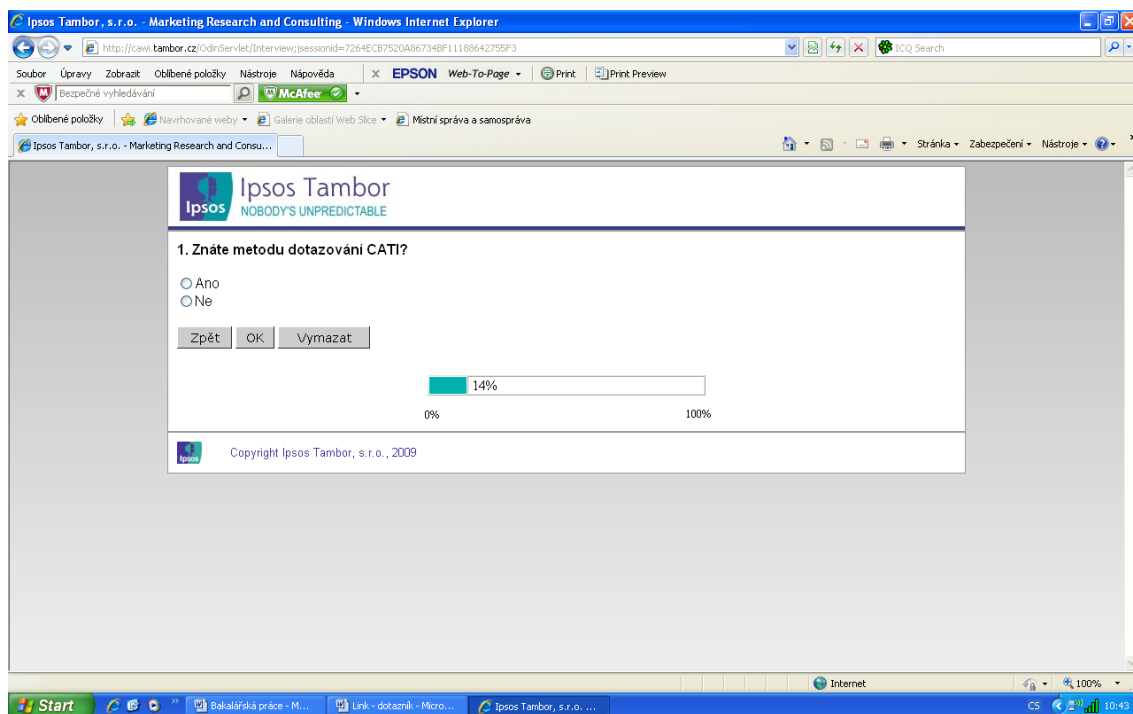 Ipsos Tambor, s.r.o. - Marketing Research and Consulting - Windows Internet Explorer
http://cawi.tambor.cz/OdinServlet/Interview;jsessionid=7264ECB7520A86734BF11188642755F3
ICQ Search
Soubor Úpravy Zobrazit Oblíbené položky Nástroje Nápověda X EPSON Web-To-Page Print Print Preview
X Bezpečné vyhledávání McAfee
Oblíbené položky Navrhované weby Galerie oblastí Web Slice Místní správa a samospráva
Ipsos Tambor, s.r.o. - Marketing Research and Consu...
Stránka Zabezpečení Nástroje
Ipsos
Ipsos Tambor
NOBODY'S UNPREDICTABLE
1. Znáte metodu dotazování CATI?
Ano
Ne
Zpět OK Vymazat
14%
0% 100%
Ipsos
Copyright Ipsos Tambor, s.r.o., 2009
Internet 100%
Start Bakalářská práce - M... Link - dotazník - Micro... Ipsos Tambor, s.r.o. ... CS 10:43